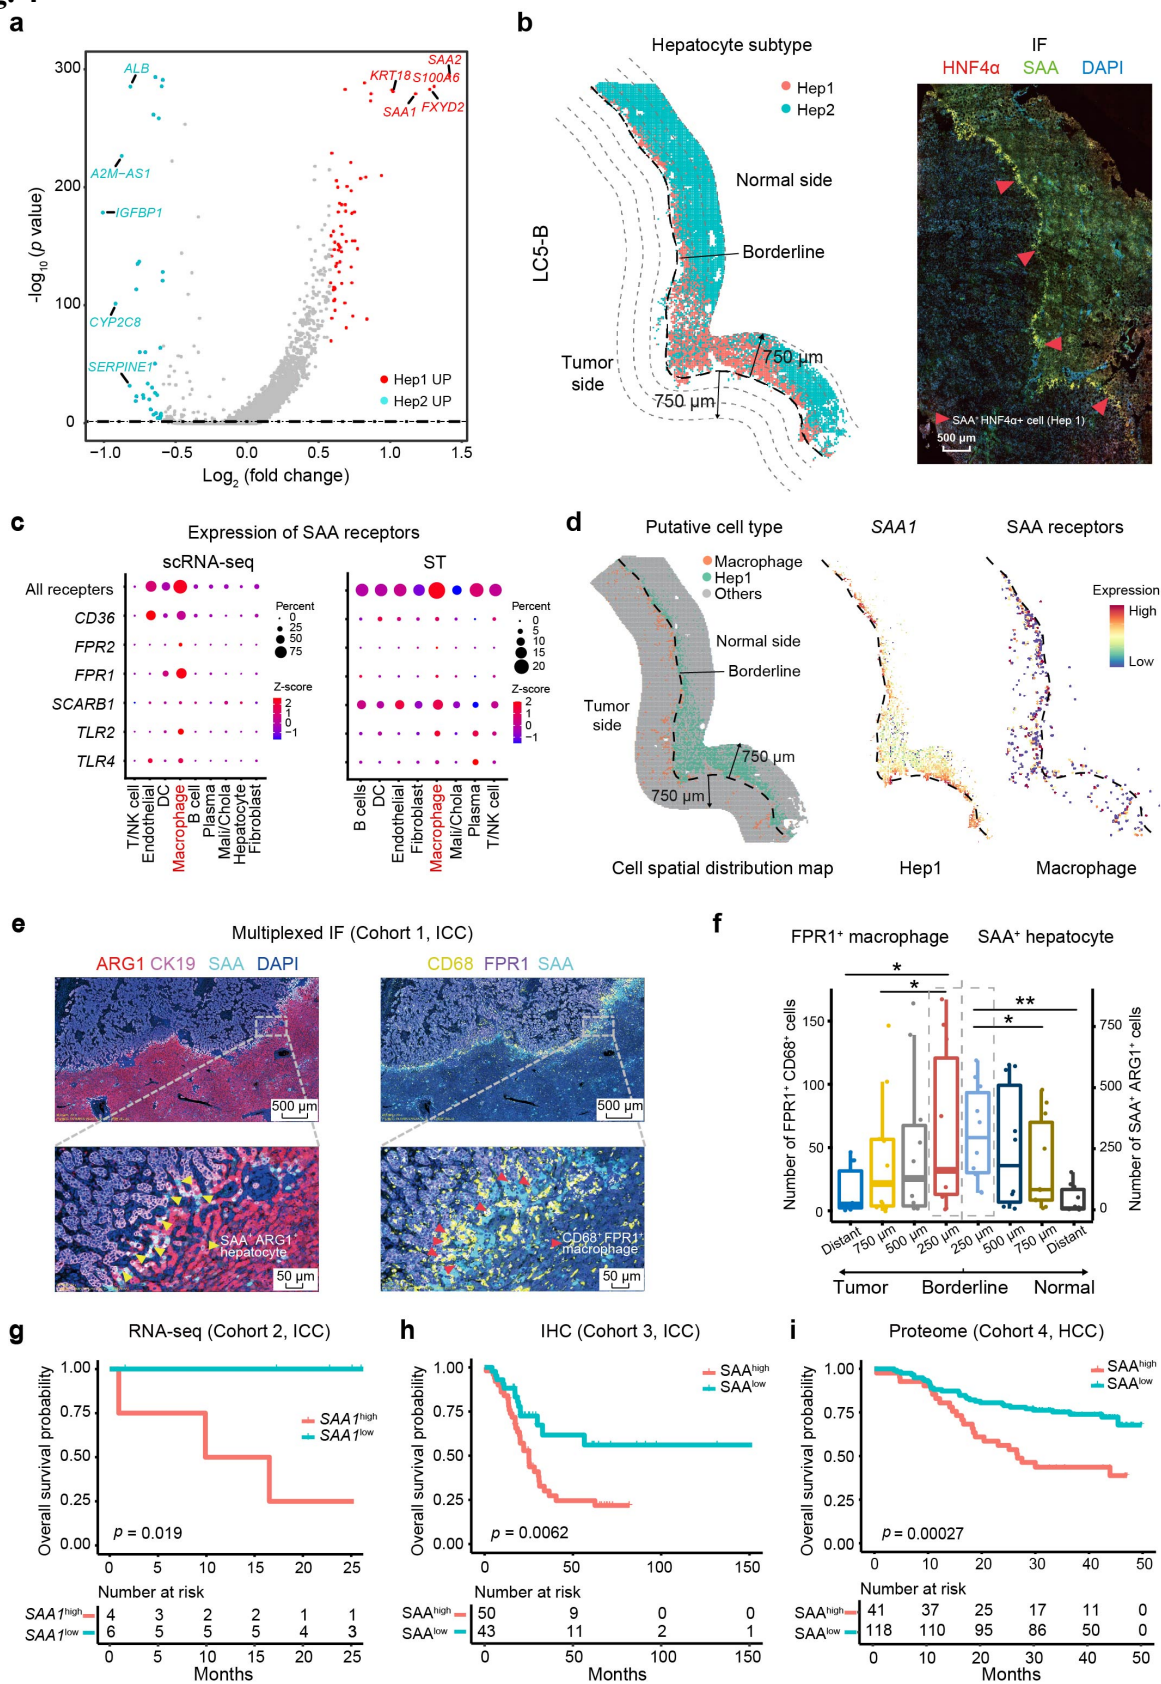 a
SAA2
KRT18 S100A6
SAA1 FXYD2
ALB
A2M-AS1
IGFBP1
CYP2C8
SERPINE1
300
200
100
0
-log10 (p value)
Hep1 UP
Hep2 UP
-1.0 -0.5 0.0 0.5 1.0 1.5
Log2 (fold change)
b
Hepatocyte subtype
Hep1
Hep2
Normal side
Borderline
LC5-B
Tumor side
750 µm
750 µm
IF
HNF4α SAA DAPI
SAA+ HNF4α+ cell (Hep 1)
500 µm
c
Expression of SAA receptors
scRNA-seq ST
All recepters
CD36
FPR2
FPR1
SCARB1
TLR2
TLR4
Percent
0
25
50
75
Z-score
2
1
0
-1
T/NK cell
Endothelial
DC
Macrophage
B cell
Plasma
Mali/Chola
Hepatocyte
Fibroblast
Percent
0
5
10
15
20
Z-score
2
1
0
-1
B cells
DC
Endothelial
Fibroblast
Macrophage
Mali/Chola
Plasma
T/NK cell
d
Putative cell type
Macrophage
Hep1
Others
Normal side
Borderline
Tumor side
750 µm
750 µm
Cell spatial distribution map
SAA1
Hep1
SAA receptors
Expression
High
Low
Macrophage
e
Multiplexed IF (Cohort 1, ICC)
ARG1 CK19 SAA DAPI
CD68 FPR1 SAA
500 µm
500 µm
SAA+ ARG1+
hepatocyte
50 µm
CD68+ FPR1+
macrophage
50 µm
f
FPR1+ macrophage SAA+ hepatocyte
* * ** *
Number of FPR1+ CD68+ cells
150
100
50
0
Number of SAA+ ARG1+ cells
750
500
250
0
Distant 750 µm 500 µm 250 µm 250 µm 500 µm 750 µm Distant
Tumor Borderline Normal
g
RNA-seq (Cohort 2, ICC)
Overall survival probability
1.00
0.75
0.50
0.25
0.00
SAA1high
SAA1low
p = 0.019
0 5 10 15 20 25
Number at risk
SAA1high 4 3 2 2 1 1
SAA1low 6 5 5 5 4 3
0 5 10 15 20 25
Months
h
IHC (Cohort 3, ICC)
Overall survival probability
1.00
0.75
0.50
0.25
0.00
SAAhigh
SAAlow
p = 0.0062
0 50 100 150
Number at risk
SAAhigh 50 9 0 0
SAAlow 43 11 2 1
0 50 100 150
Months
i
Proteome (Cohort 4, HCC)
Overall survival probability
1.00
0.75
0.50
0.25
0.00
SAAhigh
SAAlow
p = 0.00027
0 10 20 30 40 50
Number at risk
SAAhigh 41 37 25 17 11 0
SAAlow 118 110 95 86 50 0
0 10 20 30 40 50
Months